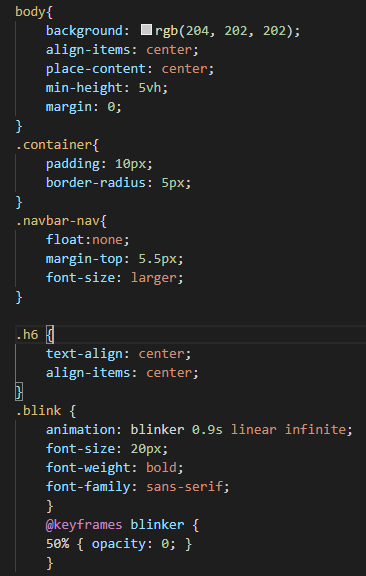 body{
    background: rgb(204, 202, 202);
    align-items: center;
    place-content: center;
    min-height: 5vh;
    margin: 0;
}
.container{
    padding: 10px;
    border-radius: 5px;
}
.navbar-nav{
    float:none;
    margin-top: 5.5px;
    font-size: larger;
}

.h6 {
    text-align: center;
    align-items: center;
}
.blink {
    animation: blinker 0.9s linear infinite;
    font-size: 20px;
    font-weight: bold;
    font-family: sans-serif;
    }
    @keyframes blinker {
    50% { opacity: 0; }
    }